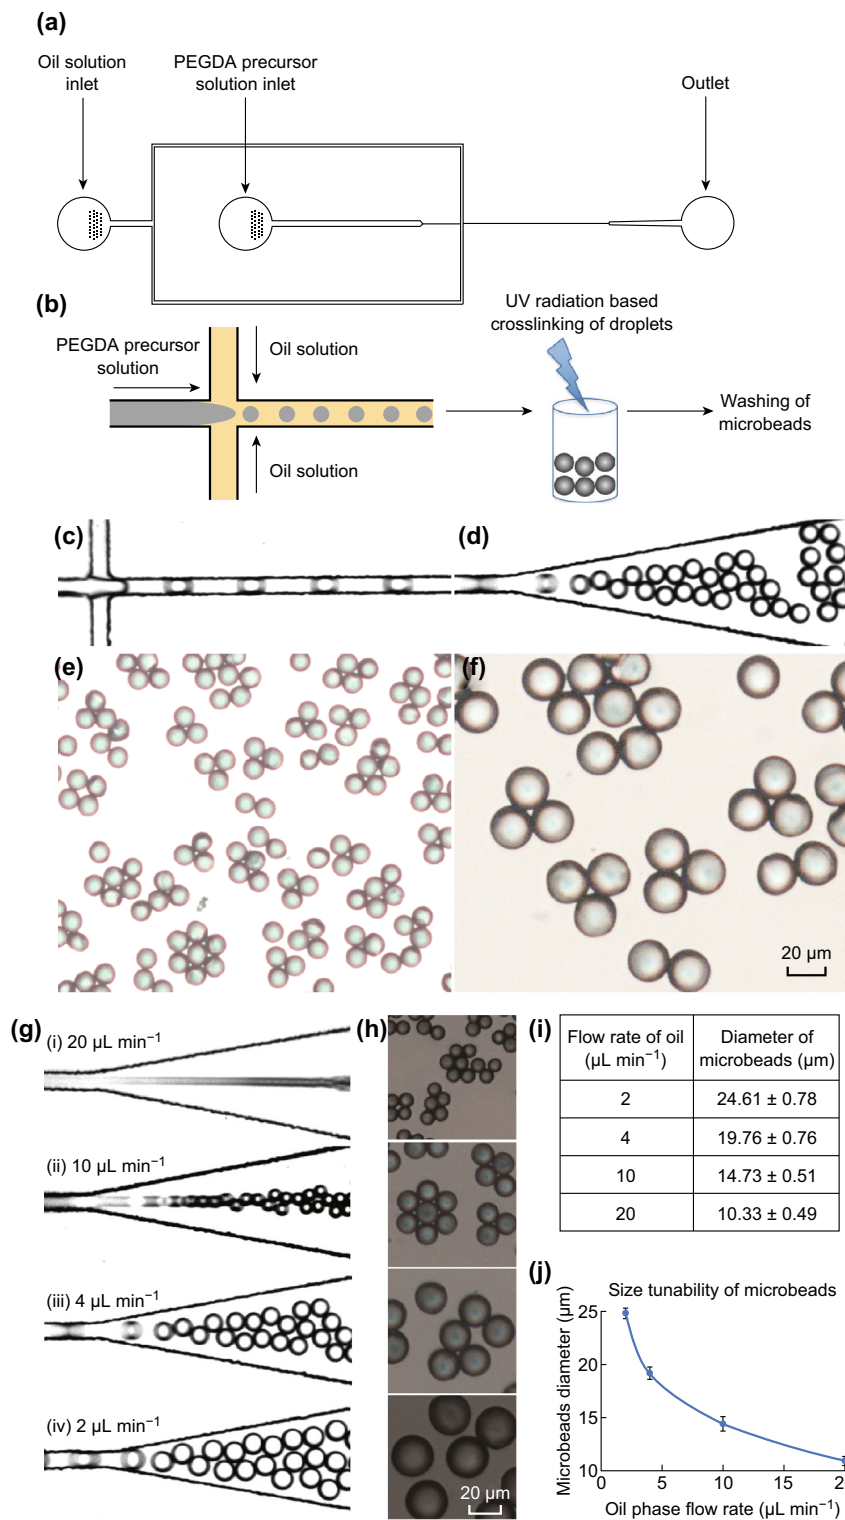 (a)
Oil solution
inlet
PEGDA precursor
solution inlet
Outlet
(b)
PEGDA precursor
solution
Oil solution
Oil solution
UV radiation based
crosslinking of droplets
Washing of
microbeads
(c)
(d)
(e)
(f)
20 µm
(g)
(i) 20 µL min⁻¹
(ii) 10 µL min⁻¹
(iii) 4 µL min⁻¹
(iv) 2 µL min⁻¹
(h)
20 µm
(i)
Flow rate of oil
(µL min⁻¹)
Diameter of
microbeads (µm)
2
24.61 ± 0.78
4
19.76 ± 0.76
10
14.73 ± 0.51
20
10.33 ± 0.49
(j)
Size tunability of microbeads
Microbeads diameter (µm)
25
20
15
10
0
5
10
15
20
Oil phase flow rate (µL min⁻¹)